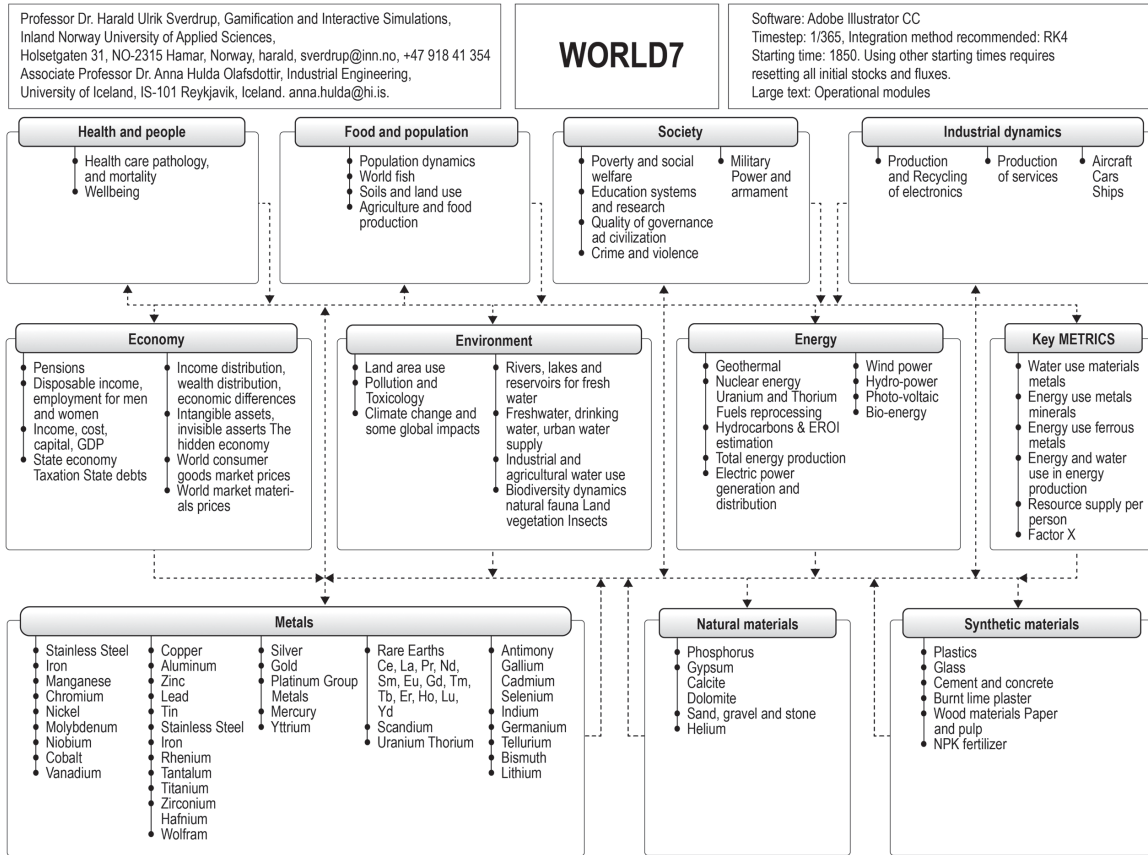 Professor Dr. Harald Ulrik Sverdrup, Gamification and Interactive Simulations,
Inland Norway University of Applied Sciences,
Holsetgaten 31, NO-2315 Hamar, Norway, harald, sverdrup@inn.no, +47 918 41 354
Associate Professor Dr. Anna Hulda Olafsdottir, Industrial Engineering,
University of Iceland, IS-101 Reykjavik, Iceland. anna.hulda@hi.is.
WORLD7
Software: Adobe Illustrator CC
Timestep: 1/365, Integration method recommended: RK4
Starting time: 1850. Using other starting times requires
resetting all initial stocks and fluxes.
Large text: Operational modules
Health and people
Health care pathology,
and mortality
Wellbeing
Food and population
Population dynamics
World fish
Soils and land use
Agriculture and food
production
Society
Poverty and social
welfare
Education systems
and research
Quality of governance
ad civilization
Crime and violence
Military
Power and
armament
Industrial dynamics
Production
and Recycling
of electronics
Production
of services
Aircraft
Cars
Ships
Economy
Pensions
Disposable income,
employment for men
and women
Income, cost,
capital, GDP
State economy
Taxation State debts
Income distribution,
wealth distribution,
economic differences
Intangible assets,
invisible asserts The
hidden economy
World consumer
goods market prices
World market materi-
als prices
Environment
Land area use
Pollution and
Toxicology
Climate change and
some global impacts
Rivers, lakes and
reservoirs for fresh
water
Freshwater, drinking
water, urban water
supply
Industrial and
agricultural water use
Biodiversity dynamics
natural fauna Land
vegetation Insects
Energy
Geothermal
Nuclear energy
Uranium and Thorium
Fuels reprocessing
Hydrocarbons & EROI
estimation
Total energy production
Electric power
generation and
distribution
Wind power
Hydro-power
Photo-voltaic
Bio-energy
Key METRICS
Water use materials
metals
Energy use metals
minerals
Energy use ferrous
metals
Energy and water
use in energy
production
Resource supply per
person
Factor X
Metals
Stainless Steel
Iron
Manganese
Chromium
Nickel
Molybdenum
Niobium
Cobalt
Vanadium
Copper
Aluminum
Zinc
Lead
Tin
Stainless Steel
Iron
Rhenium
Tantalum
Titanium
Zirconium
Hafnium
Wolfram
Silver
Gold
Platinum Group
Metals
Mercury
Yttrium
Rare Earths
Ce, La, Pr, Nd,
Sm, Eu, Gd, Tm,
Tb, Er, Ho, Lu,
Yd
Scandium
Uranium Thorium
Antimony
Gallium
Cadmium
Selenium
Indium
Germanium
Tellurium
Bismuth
Lithium
Natural materials
Phosphorus
Gypsum
Calcite
Dolomite
Sand, gravel and stone
Helium
Synthetic materials
Plastics
Glass
Cement and concrete
Burnt lime plaster
Wood materials Paper
and pulp
NPK fertilizer